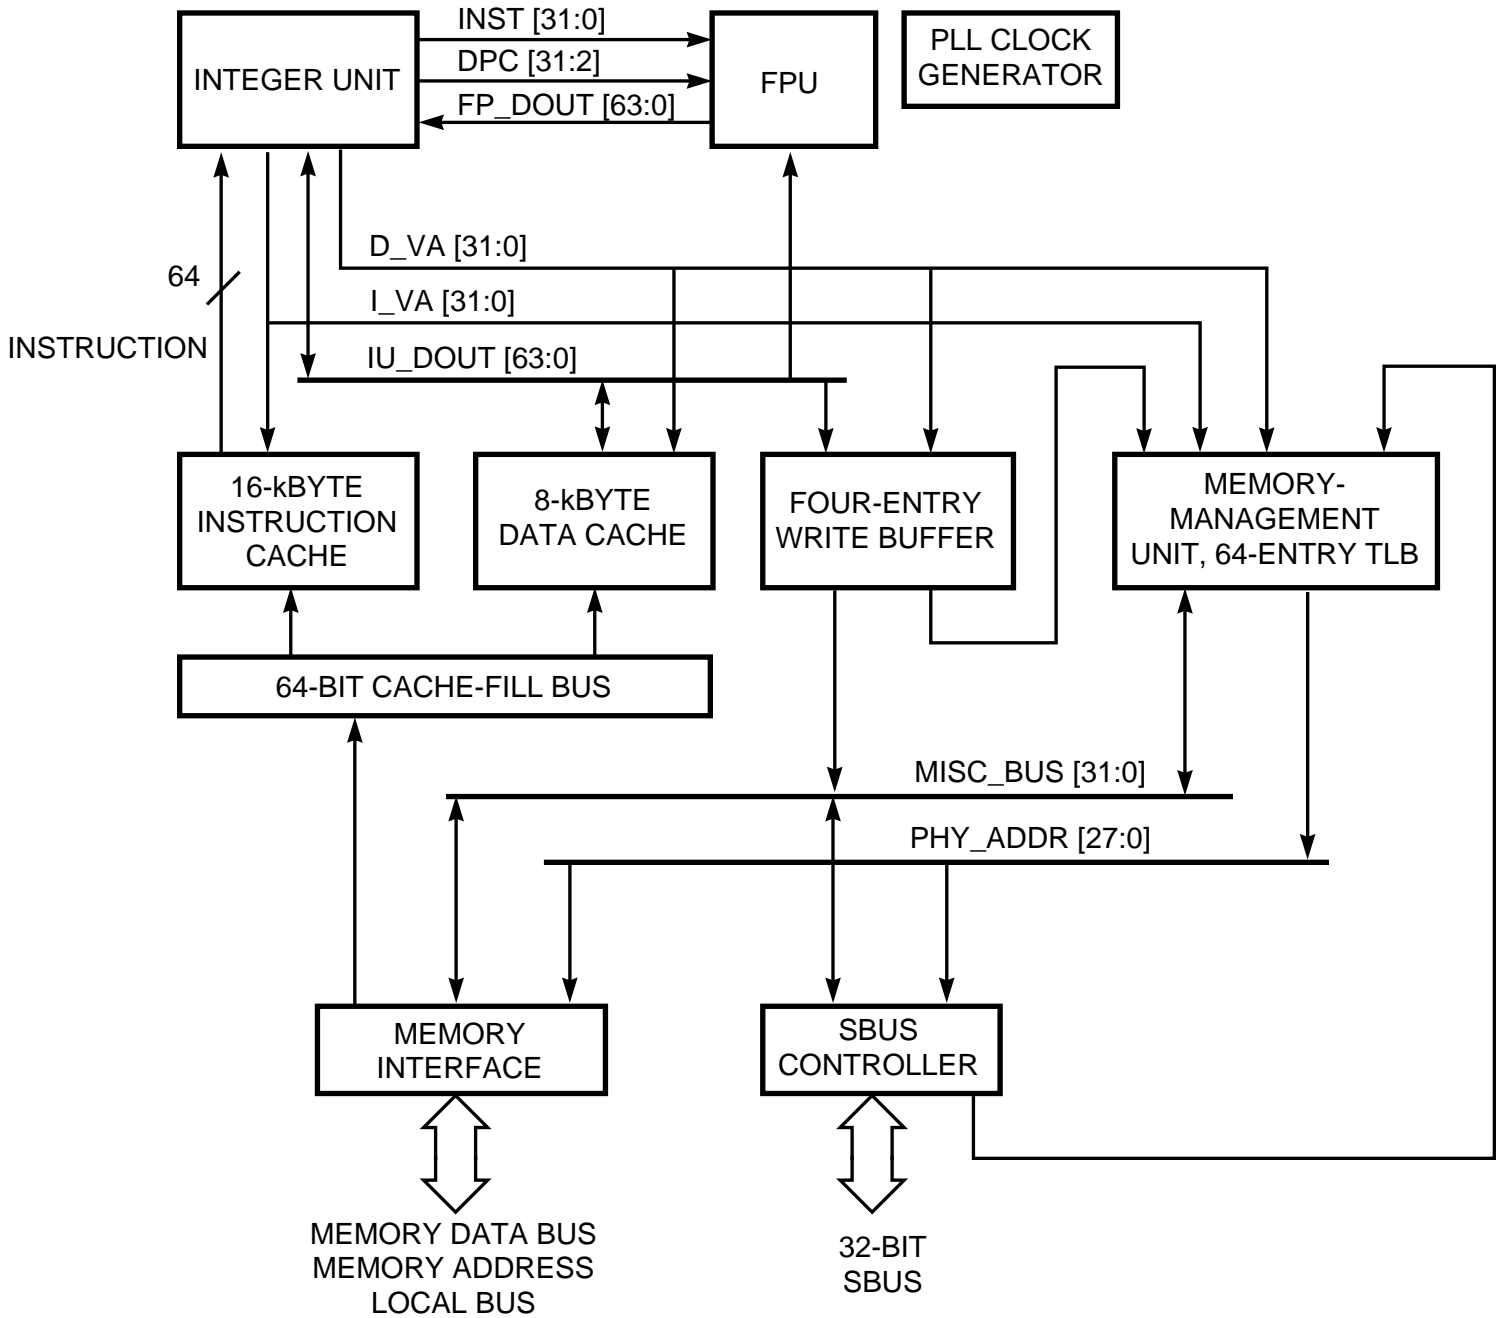 INST [31:0]
DPC [31:2]
FP_DOUT [63:0]
INTEGER UNIT
FPU
PLL CLOCK
GENERATOR
D_VA [31:0]
64
I_VA [31:0]
INSTRUCTION
IU_DOUT [63:0]
16-kBYTE
INSTRUCTION
CACHE
8-kBYTE
DATA CACHE
FOUR-ENTRY
WRITE BUFFER
MEMORY-
MANAGEMENT
UNIT, 64-ENTRY TLB
64-BIT CACHE-FILL BUS
MISC_BUS [31:0]
PHY_ADDR [27:0]
MEMORY
INTERFACE
SBUS
CONTROLLER
MEMORY DATA BUS
MEMORY ADDRESS
LOCAL BUS
32-BIT
SBUS